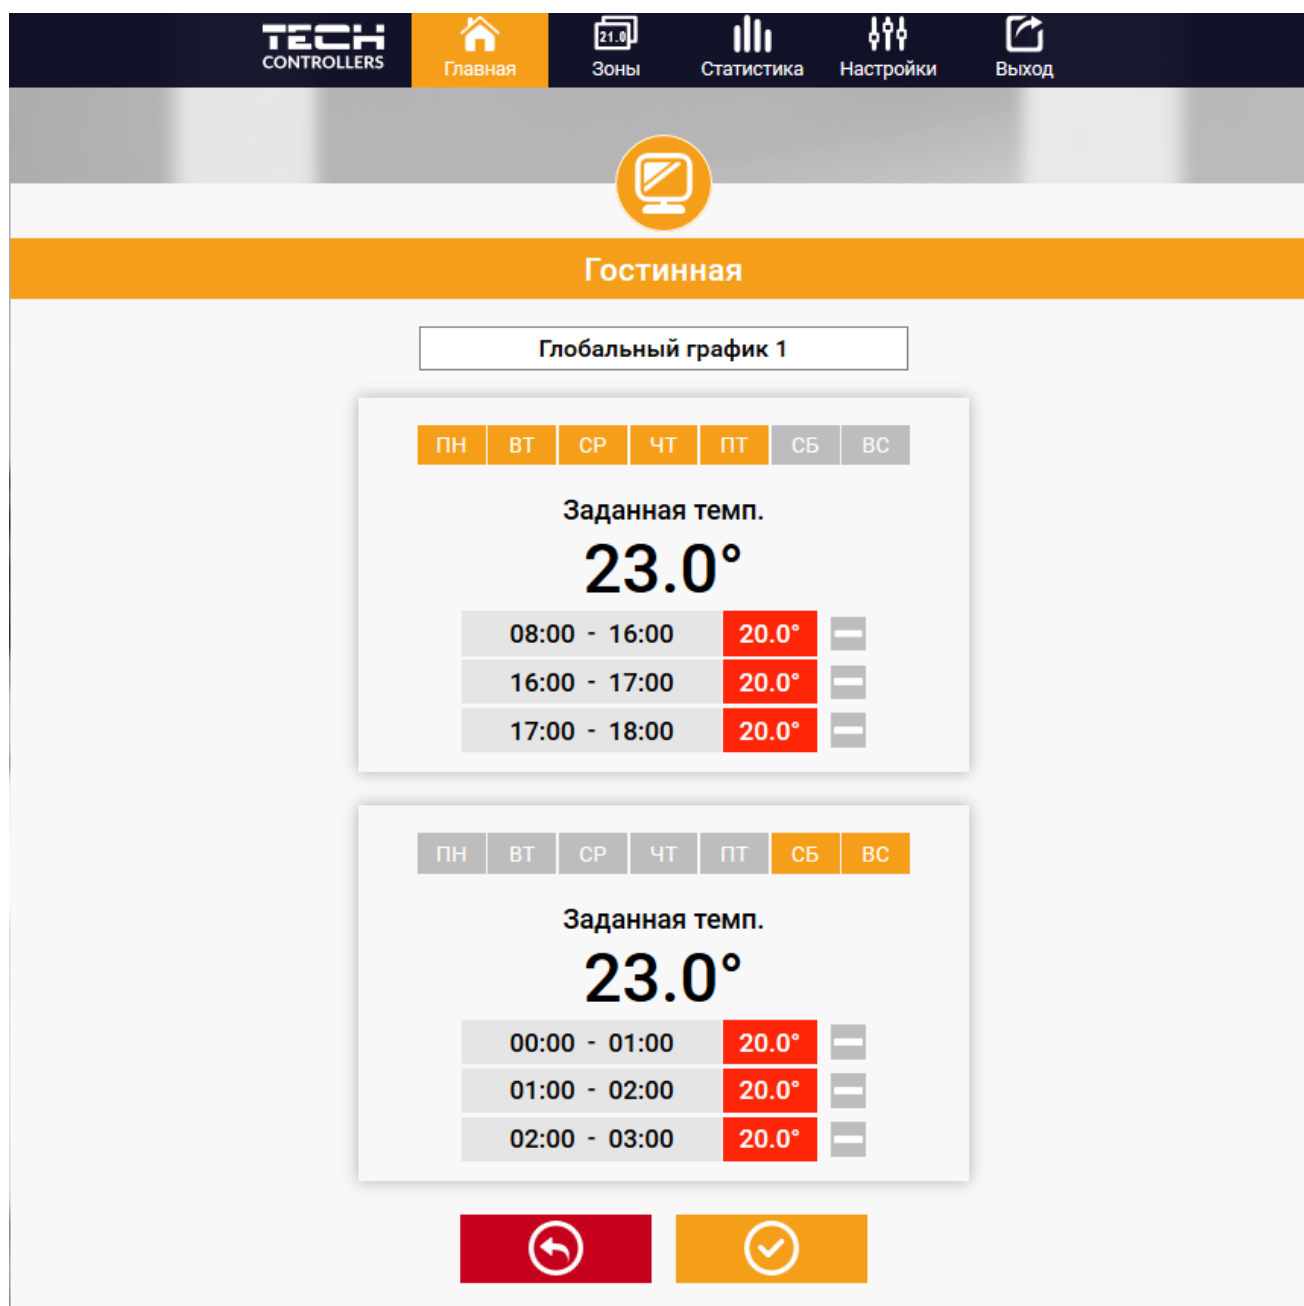 TECH
CONTROLLERS
Главная
21.0
Зоны
Статистика
Настройки
Выход
Гостинная
Глобальный график 1
ПН ВТ СР ЧТ ПТ СБ ВС
Заданная темп.
23.0°
08:00 - 16:00 20.0°
16:00 - 17:00 20.0°
17:00 - 18:00 20.0°
ПН ВТ СР ЧТ ПТ СБ ВС
Заданная темп.
23.0°
00:00 - 01:00 20.0°
01:00 - 02:00 20.0°
02:00 - 03:00 20.0°